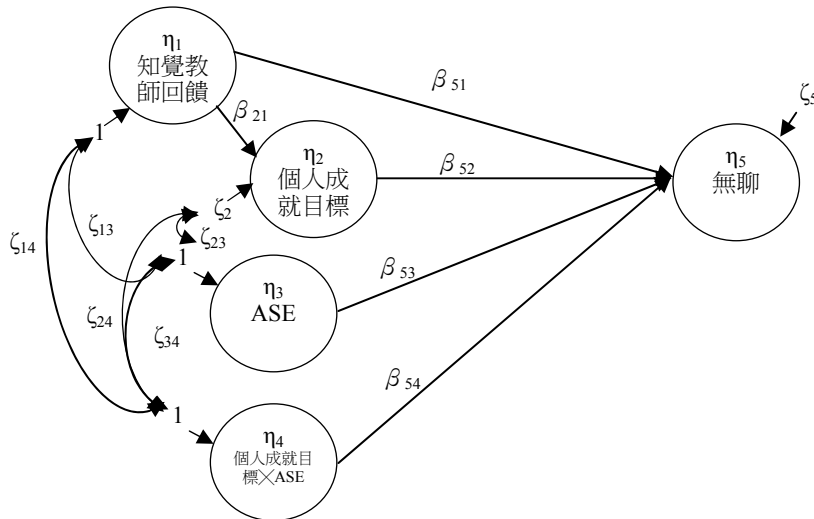 η1
知覺教
師回饋
β 51
ζ5
1
β 21
η2
個人成
就目標
β 52
η5
無聊
ζ2
ζ13
ζ23
ζ14
1
η3
ASE
β 53
ζ24
ζ34
β 54
1
η4
個人成就目
標╳ASE